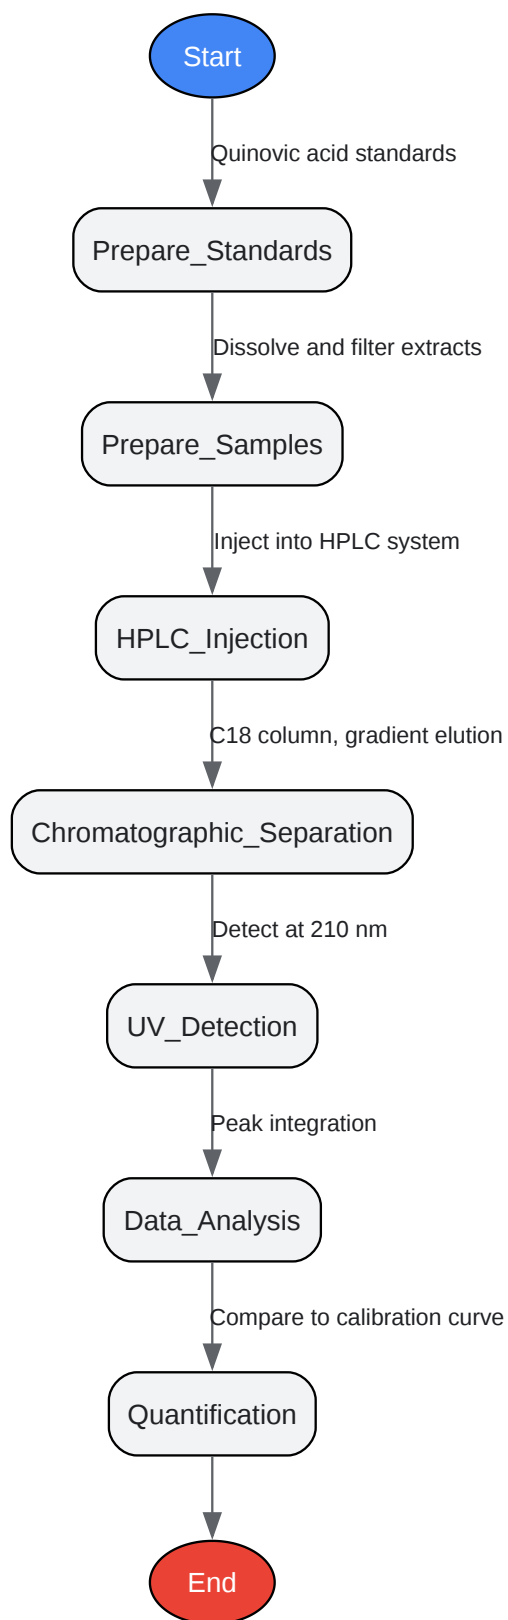 Start
Quinovic acid standards
Prepare_Standards
Dissolve and filter extracts
Prepare_Samples
Inject into HPLC system
HPLC_Injection
C18 column, gradient elution
Chromatographic_Separation
Detect at 210 nm
UV_Detection
Peak integration
Data_Analysis
Compare to calibration curve
Quantification
End